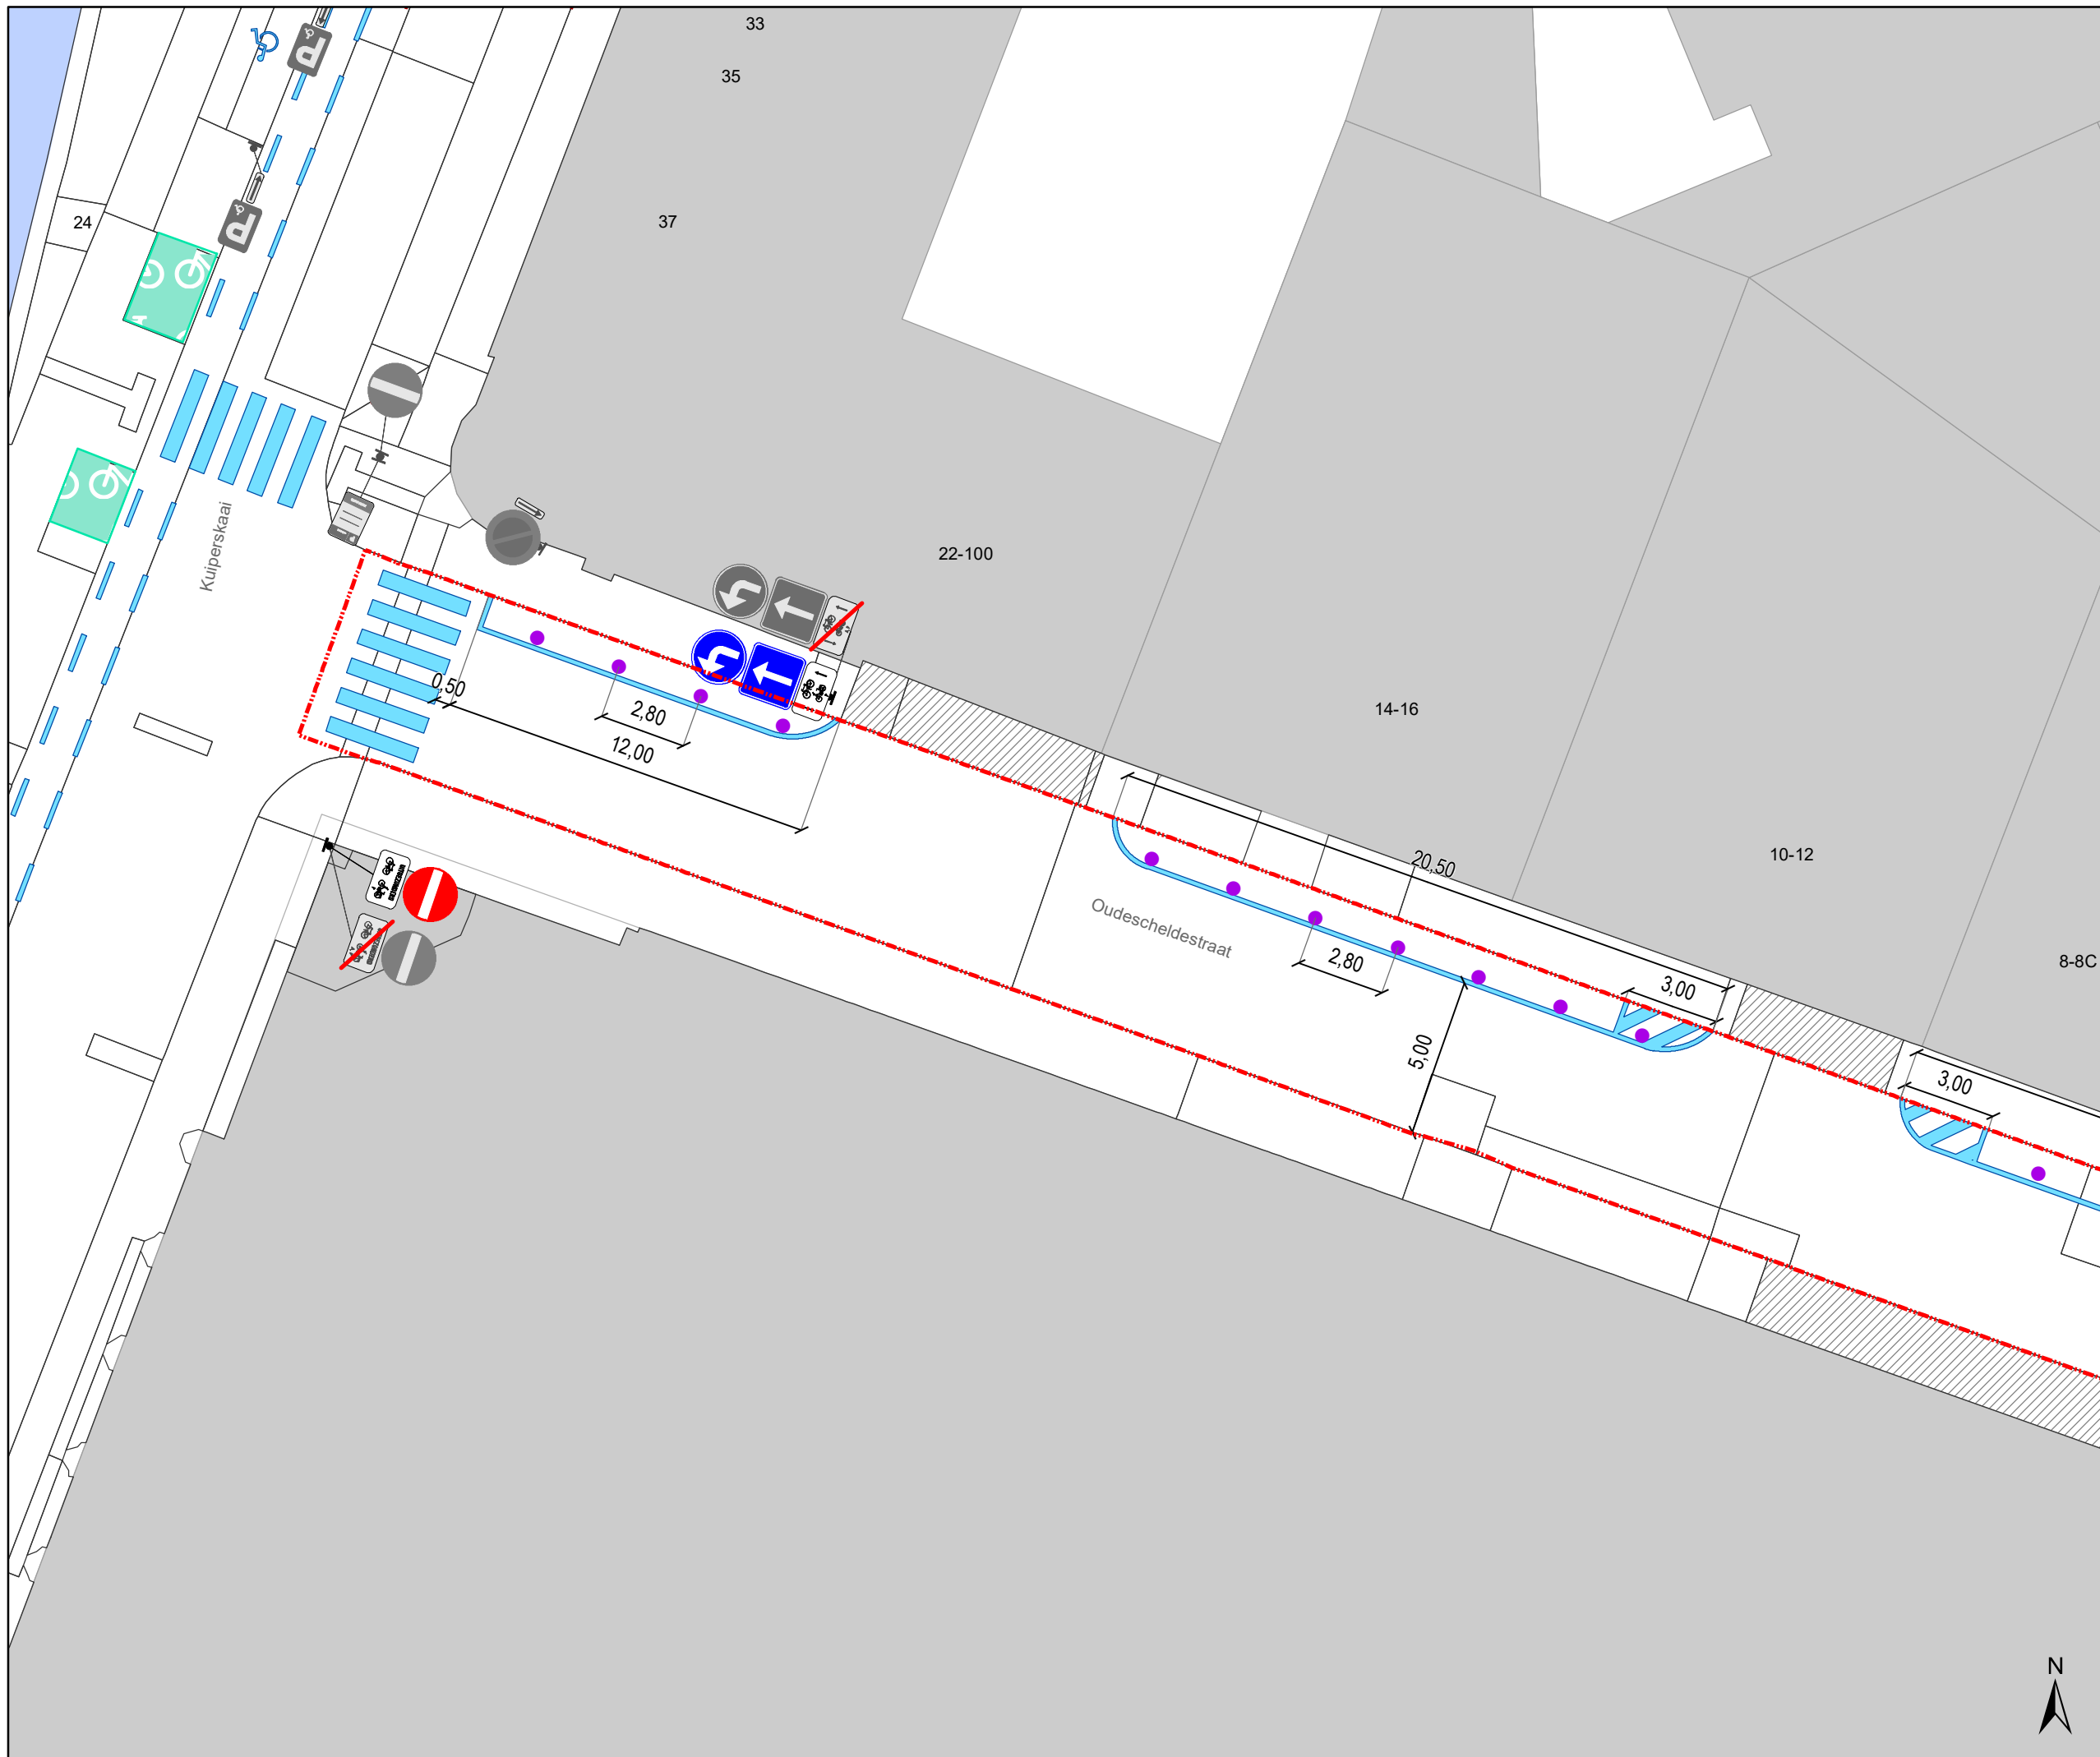 33
35
37
24
P
P
Kuiperskaai
22-100
14-16
10-12
8-8C
0,50
2,80
12,00
20,50
Oudescheldestraat
2,80
3,00
5,00
3,00
N